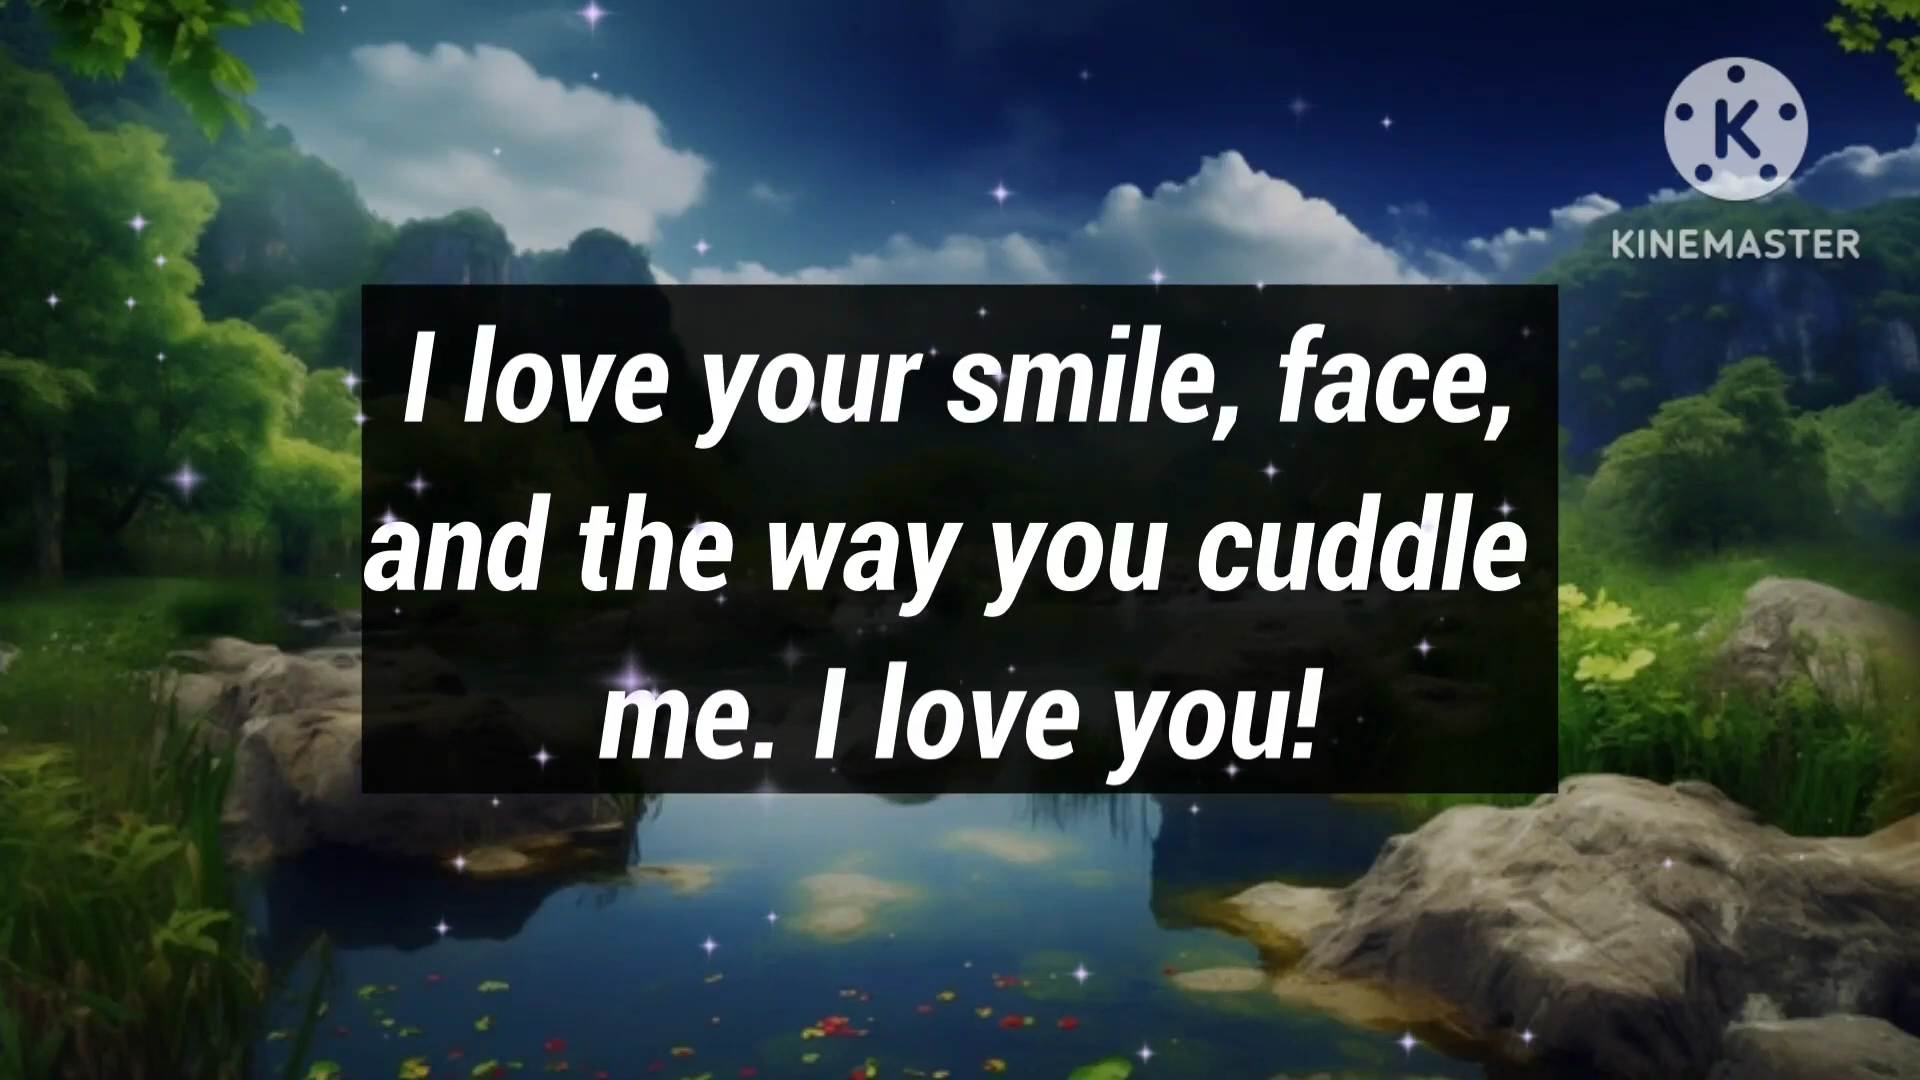 K
KINEMASTER
I love your smile, face,
and the way you cuddle
me. I love you!